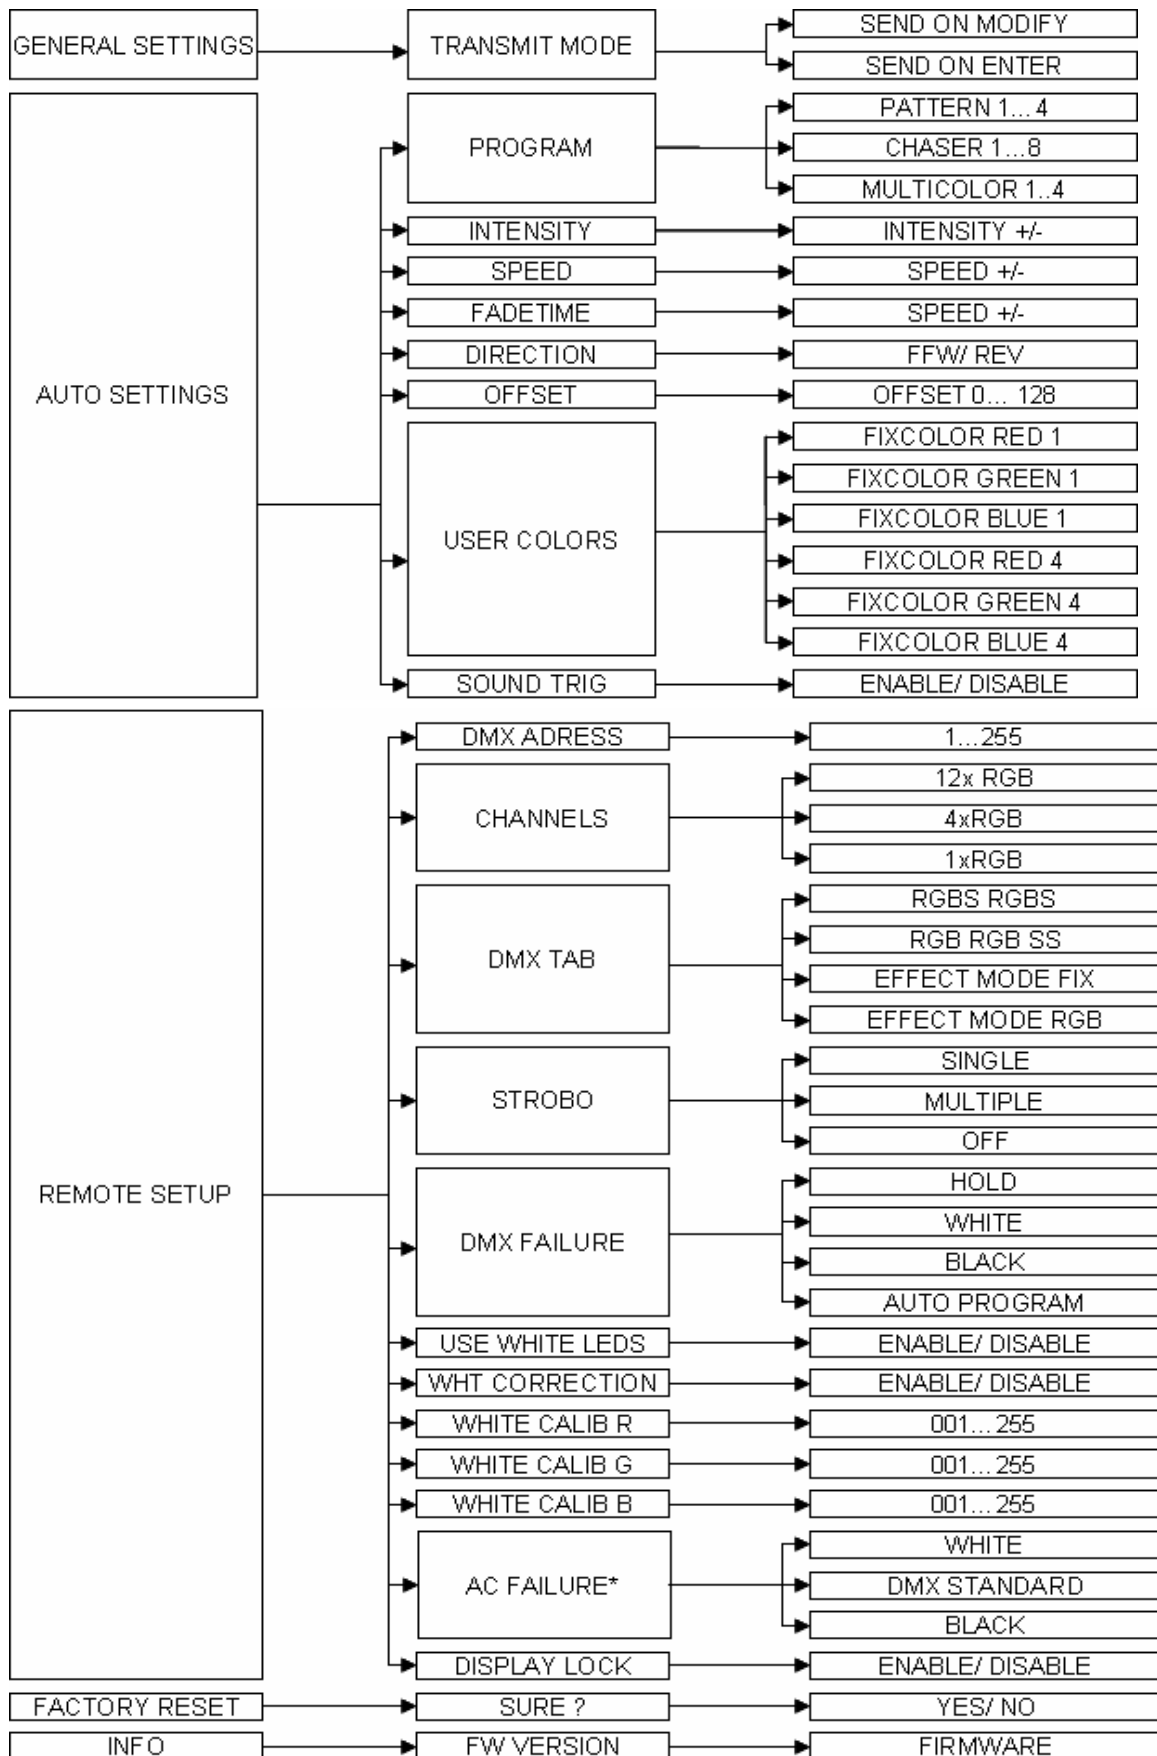 GENERAL SETTINGS
TRANSMIT MODE
SEND ON MODIFY
SEND ON ENTER
AUTO SETTINGS
PROGRAM
PATTERN 1... 4
CHASER 1...8
MULTICOLOR 1..4
INTENSITY
INTENSITY +/-
SPEED
SPEED +/-
FADETIME
SPEED +/-
DIRECTION
FFW/ REV
OFFSET
OFFSET 0... 128
USER COLORS
FIXCOLOR RED 1
FIXCOLOR GREEN 1
FIXCOLOR BLUE 1
FIXCOLOR RED 4
FIXCOLOR GREEN 4
FIXCOLOR BLUE 4
SOUND TRIG
ENABLE/ DISABLE
REMOTE SETUP
DMX ADRESS
1...255
CHANNELS
12x RGB
4xRGB
1xRGB
DMX TAB
RGBS RGBS
RGB RGB SS
EFFECT MODE FIX
EFFECT MODE RGB
STROBO
SINGLE
MULTIPLE
OFF
DMX FAILURE
HOLD
WHITE
BLACK
AUTO PROGRAM
USE WHITE LEDS
ENABLE/ DISABLE
WHT CORRECTION
ENABLE/ DISABLE
WHITE CALIB R
001... 255
WHITE CALIB G
001... 255
WHITE CALIB B
001... 255
AC FAILURE*
WHITE
DMX STANDARD
BLACK
DISPLAY LOCK
ENABLE/ DISABLE
FACTORY RESET
SURE ?
YES/ NO
INFO
FW VERSION
FIRMWARE